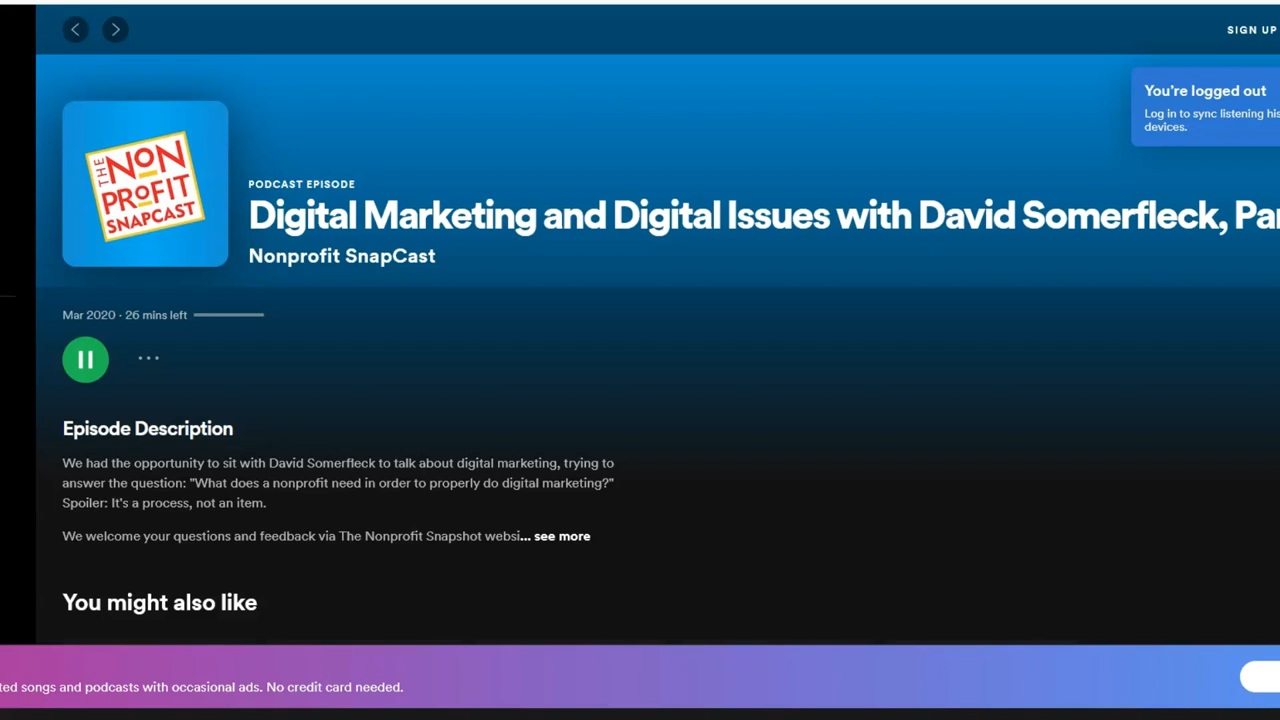 SIGN UP
You're logged out
Log in to sync listening his
devices.
THE NON
PROFIT
SNAPCAST
PODCAST EPISODE
Digital Marketing and Digital Issues with David Somerfleck, Pa
Nonprofit SnapCast
Mar 2020 · 26 mins left
Episode Description
We had the opportunity to sit with David Somerfleck to talk about digital marketing, trying to
answer the question: "What does a nonprofit need in order to properly do digital marketing?"
Spoiler: It's a process, not an item.
We welcome your questions and feedback via The Nonprofit Snapshot websi... see more
You might also like
ted songs and podcasts with occasional ads. No credit card needed.